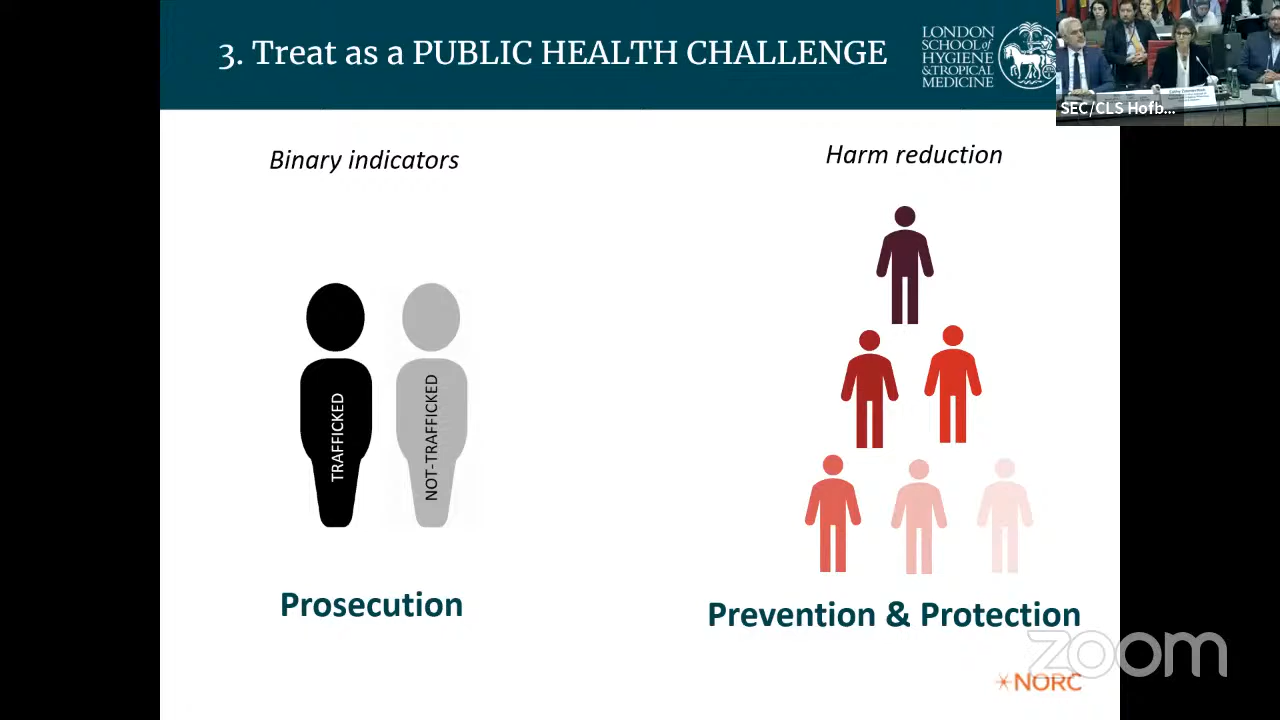 3. Treat as a PUBLIC HEALTH CHALLENGE
LONDON
SCHOOL of
HYGIENE
& TROPICAL
MEDICINE
SEC/CLS Hofb...
Binary indicators
Harm reduction
TRAFFICKED
NOT-TRAFFICKED
Prosecution
Prevention & Protection
zoom
NORC